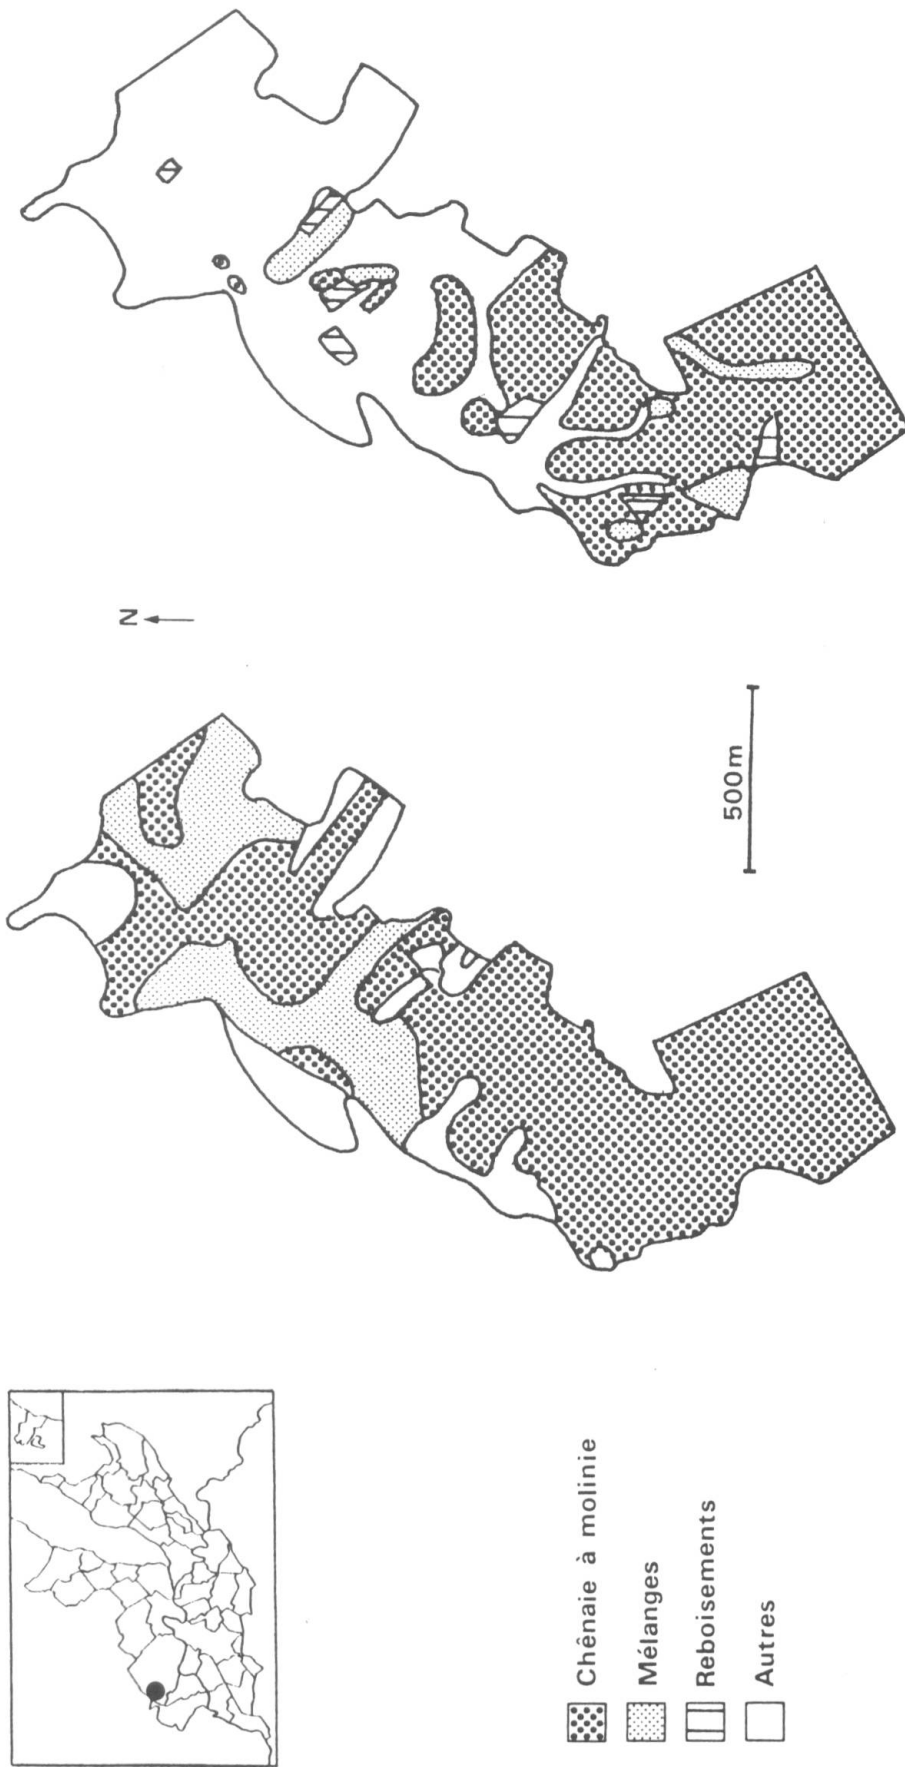 N
500m
Chênaie à molinie
Mélanges
Reboisements
Autres